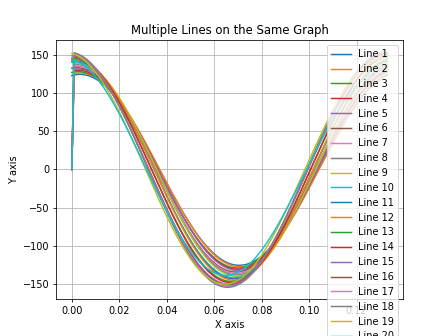 Multiple Lines on the Same Graph
Y axis
150
100
50
0
−50
−100
−150
0.00
0.02
0.04
0.06
0.08
0.10
X axis
Line 1
Line 2
Line 3
Line 4
Line 5
Line 6
Line 7
Line 8
Line 9
Line 10
Line 11
Line 12
Line 13
Line 14
Line 15
Line 16
Line 17
Line 18
Line 19
Line 20